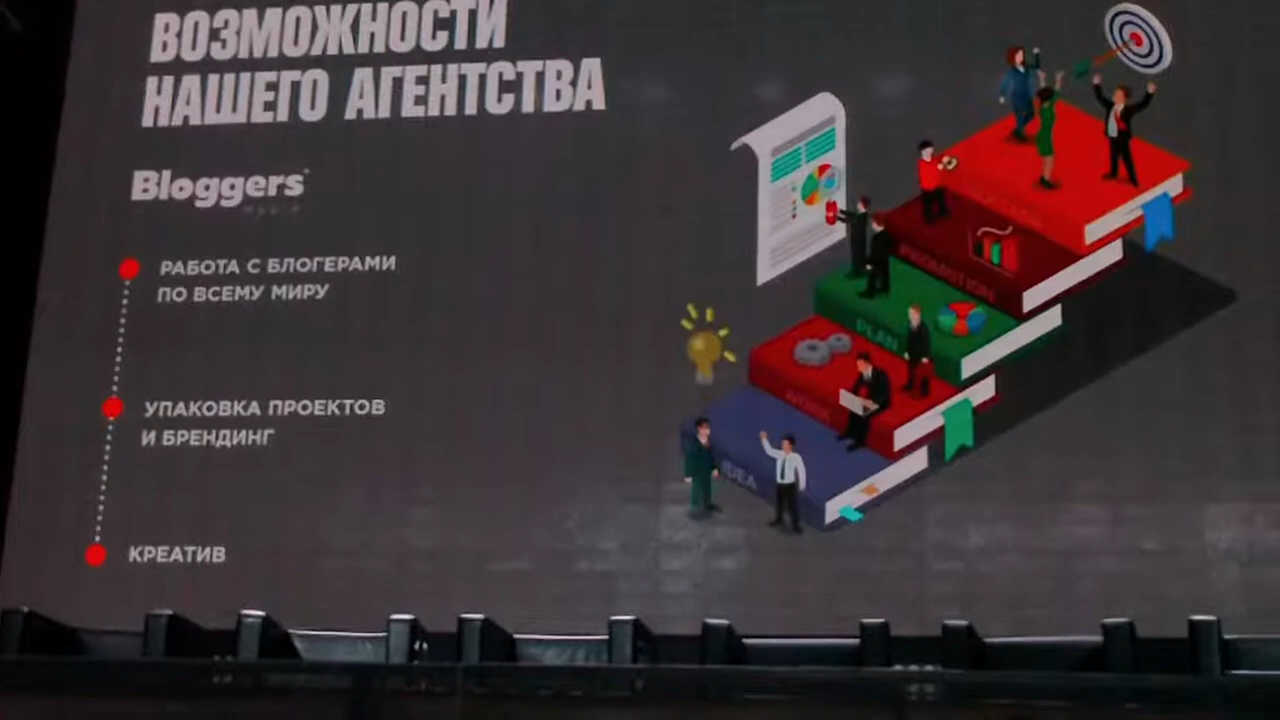 ВОЗМОЖНОСТИ
НАШЕГО АГЕНТСТВА
Bloggers
РАБОТА С БЛОГЕРАМИ
ПО ВСЕМУ МИРУ
УПАКОВКА ПРОЕКТОВ
И БРЕНДИНГ
КРЕАТИВ
PLAN
IDEA